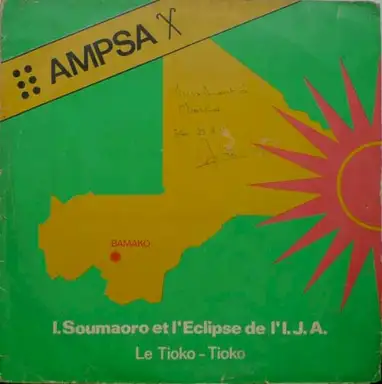 AMPSA
BAMAKO
I.Soumaoro et l'Eclipse de l'I.J.A.
Le Tioko - Tioko